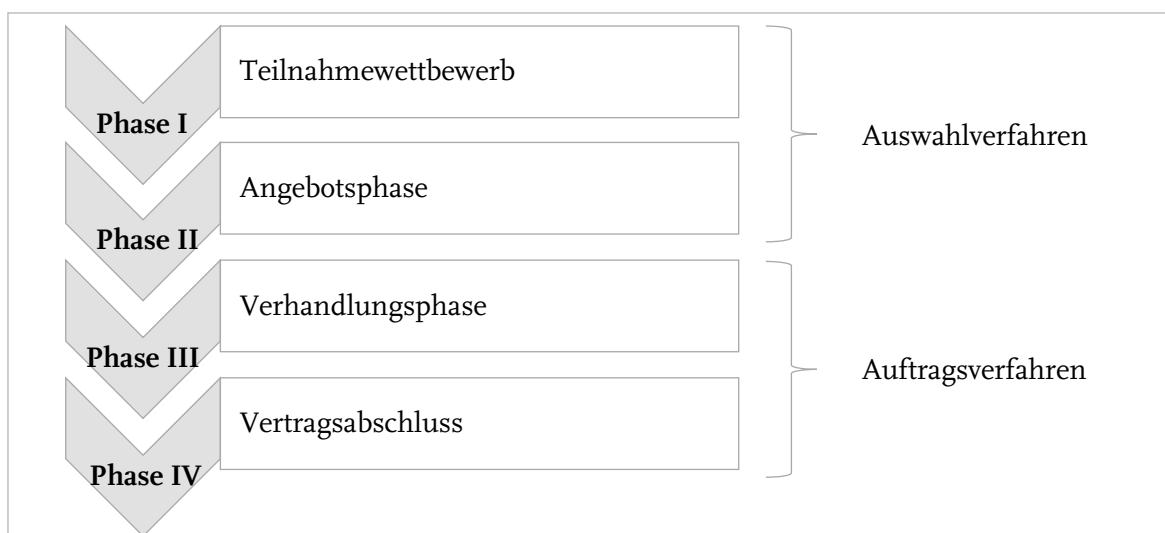 Phase I
Teilnahmewettbewerb
Phase II
Angebotsphase
Auswahlverfahren
Phase III
Verhandlungsphase
Phase IV
Vertragsabschluss
Auftragsverfahren